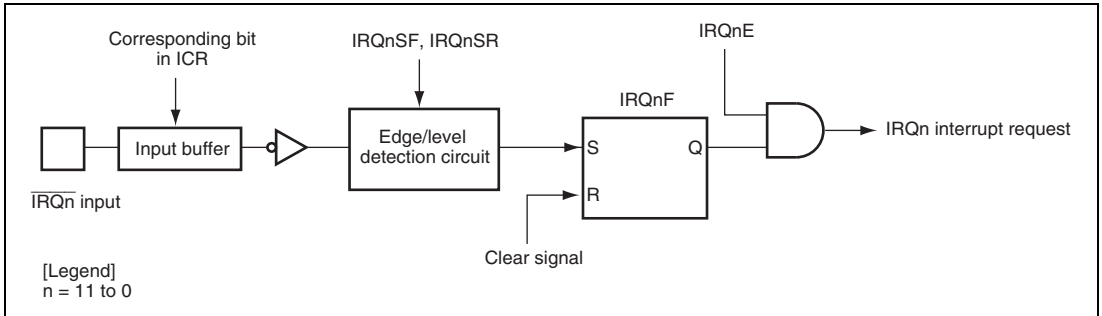 Corresponding bit
in ICR
IRQnSF, IRQnSR
IRQnE
IRQnF
Input buffer
Edge/level
detection circuit
S
Q
R
IRQn interrupt request
I̅R̅Q̅n̅ input
Clear signal
[Legend]
n = 11 to 0